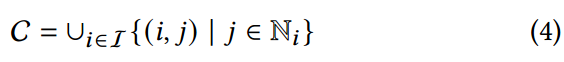 𝒞 = ∪_{i∈ℐ}{(i, j) | j ∈ ℕ_i} (4)